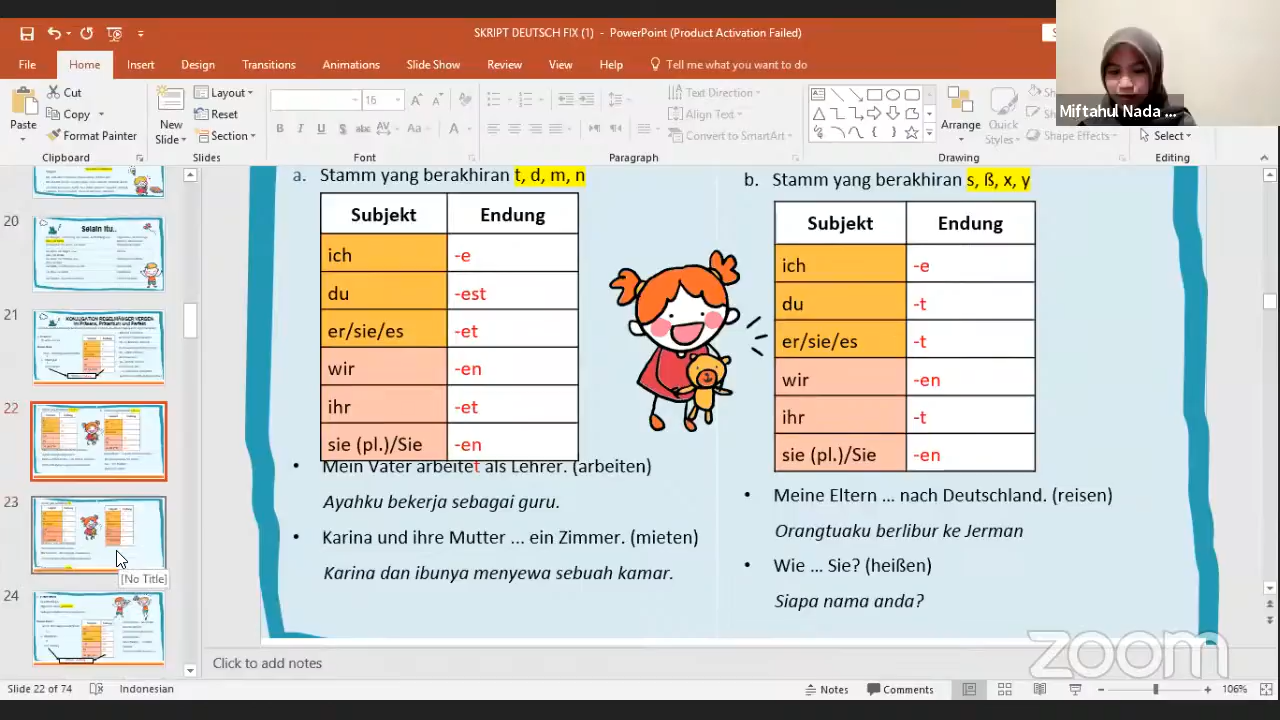 SKRIPT DEUTSCH FIX (1) - PowerPoint (Product Activation Failed)
File Home Insert Design Transitions Animations Slide Show Review View Help Tell me what you want to do
Paste
Cut
Copy
Format Painter
Clipboard
New Slide
Layout
Reset
Section
Slides
16
Font
Text Direction
Align Text
Convert to SmartArt
Paragraph
Arrange
Quick Styles
Shape Effects
Drawing
Select
Editing
Miftahul Nada ...
20
Selain itu..
21
KONJUGATION REGELMÄßIGER VERBEN
22
23
[No Title]
24
a. Stamm yang berakhiran t, d, m, n
Subjekt Endung
ich -e
du -est
er/sie/es -et
wir -en
ihr -et
sie (pl.)/Sie -en
• Mein Vater arbeitet als Lehrer. (arbeiten)
Ayahku bekerja sebagai guru.
• Karina und ihre Mutter ... ein Zimmer. (mieten)
Karina dan ibunya menyewa sebuah kamar.
b. Stamm yang berakhiran s, ß, x, y
Subjekt Endung
ich -e
du -t
er/sie/es -t
wir -en
ihr -t
sie (pl.)/Sie -en
• Meine Eltern ... nach Deutschland. (reisen)
Orangtuaku berlibur ke Jerman
• Wie ... Sie? (heißen)
Siapa nama anda?
zoom
Click to add notes
Slide 22 of 74 Indonesian Notes Comments 106%